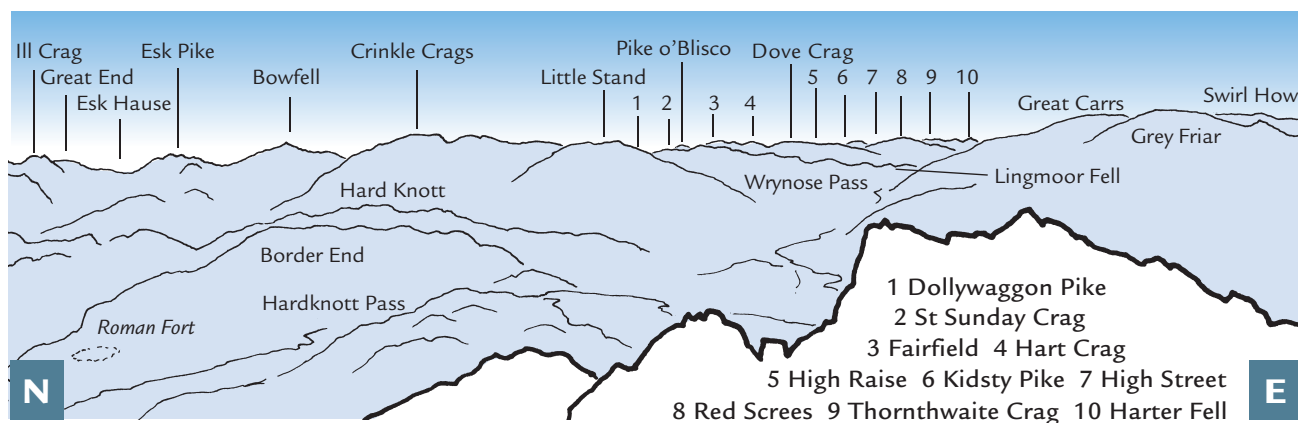 Ill Crag
Great End
Esk Hause
Esk Pike
Bowfell
Crinkle Crags
Little Stand
Pike o'Blisco
Dove Crag
1 2 3 4 5 6 7 8 9 10
Great Carrs
Swirl How
Grey Friar
Hard Knott
Wrynose Pass
Lingmoor Fell
Border End
Hardknott Pass
Roman Fort
1 Dollywaggon Pike
2 St Sunday Crag
3 Fairfield 4 Hart Crag
5 High Raise 6 Kidsty Pike 7 High Street
8 Red Screes 9 Thornthwaite Crag 10 Harter Fell
N
E